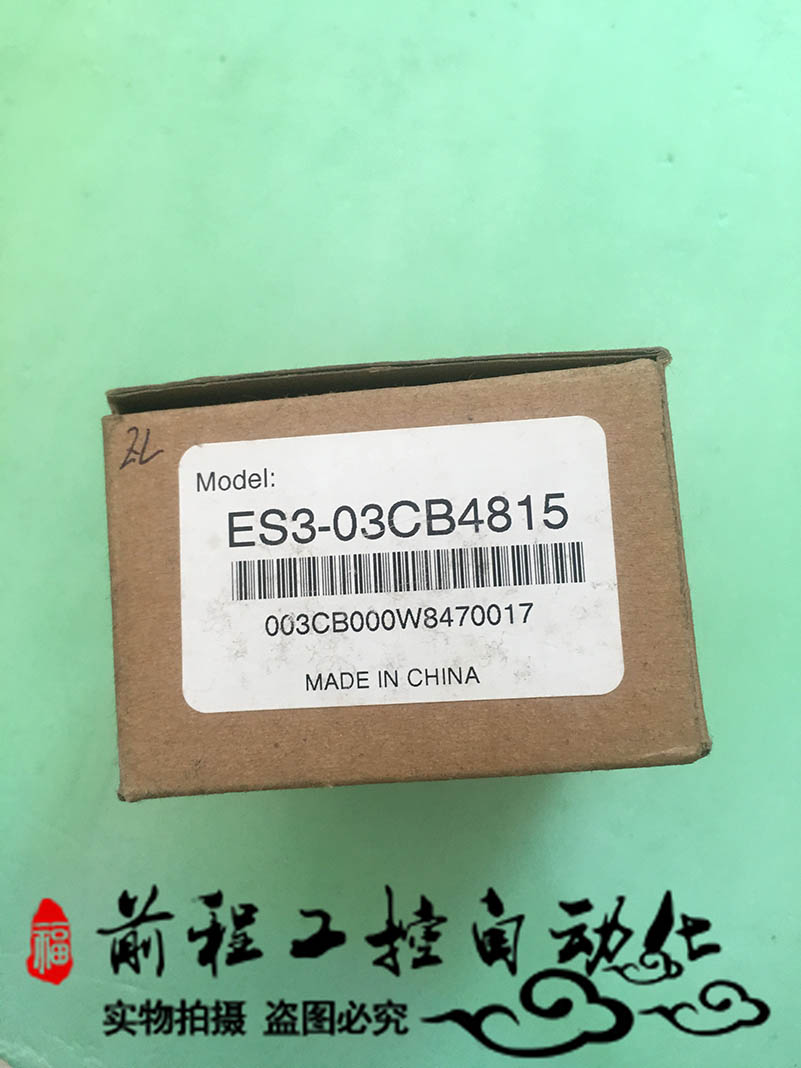 ZL
Model:
ES3-03CB4815
003CB000W8470017
MADE IN CHINA
福
前程工控自动化
实物拍摄 盗图必究